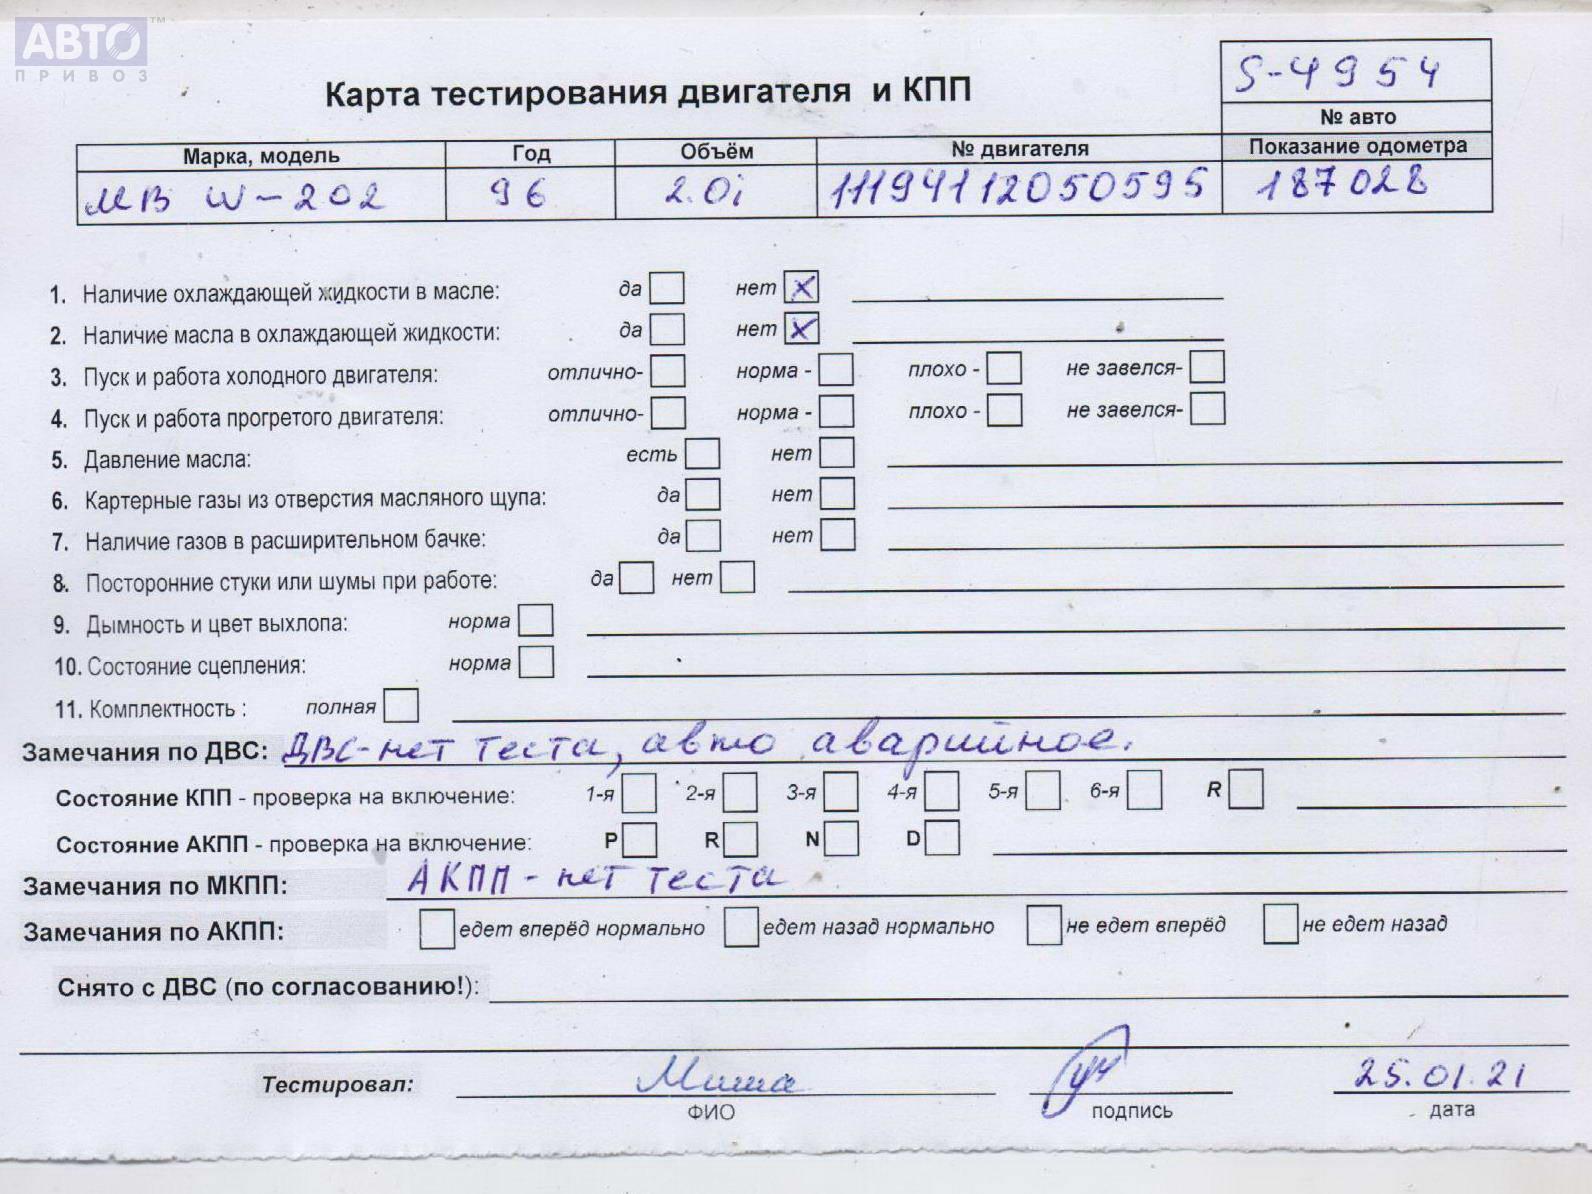 АВТО™
ПРИВОЗ
Карта тестирования двигателя и КПП
S-4954
№ авто
Марка, модель Год Объём № двигателя Показание одометра
МВ W-202 96 2.0i 11194112050595 187028
1. Наличие охлаждающей жидкости в масле: да нет X
2. Наличие масла в охлаждающей жидкости: да нет X
3. Пуск и работа холодного двигателя: отлично- норма - плохо - не завелся-
4. Пуск и работа прогретого двигателя: отлично- норма - плохо - не завелся-
5. Давление масла: есть нет
6. Картерные газы из отверстия масляного щупа: да нет
7. Наличие газов в расширительном бачке: да нет
8. Посторонние стуки или шумы при работе: да нет
9. Дымность и цвет выхлопа: норма
10. Состояние сцепления: норма
11. Комплектность : полная
Замечания по ДВС: ДВС-нет теста, авто аварийное.
Состояние КПП - проверка на включение: 1-я 2-я 3-я 4-я 5-я 6-я R
Состояние АКПП - проверка на включение: P R N D
Замечания по МКПП: АКПП - нет теста
Замечания по АКПП: едет вперёд нормально едет назад нормально не едет вперёд не едет назад
Снято с ДВС (по согласованию!):
Тестировал: Миша 25.01.21
ФИО подпись дата